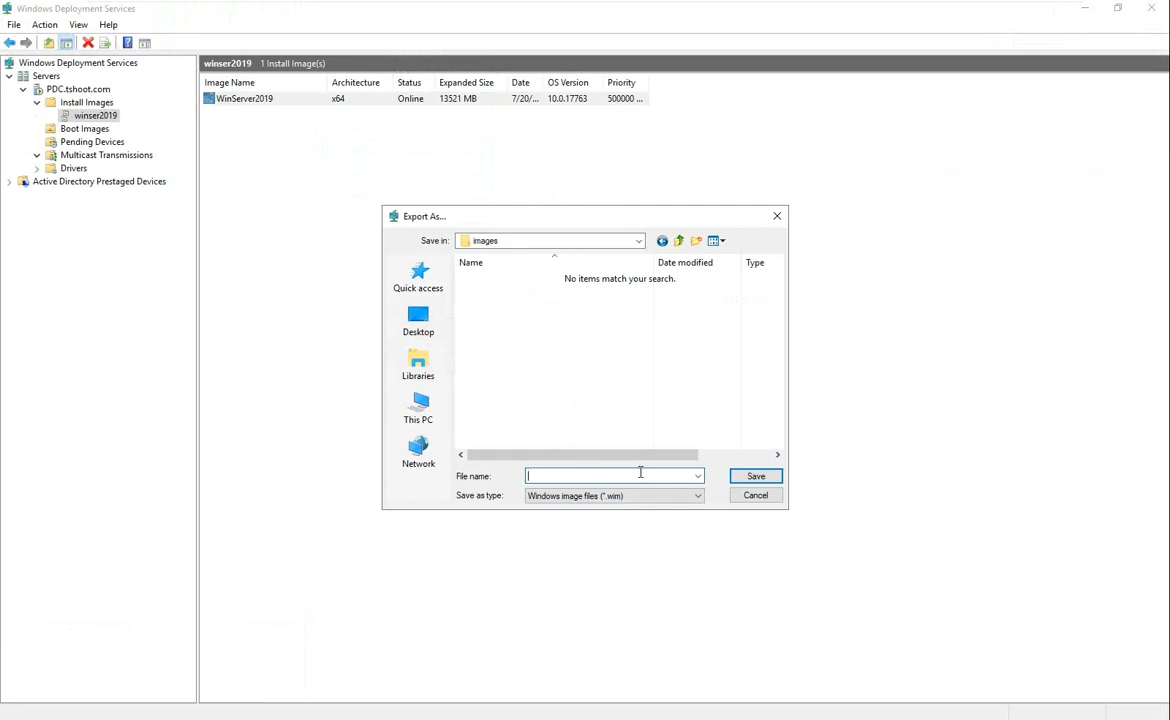 Windows Deployment Services
File Action View Help
Windows Deployment Services
Servers
PDC.tshoot.com
Install Images
winser2019
Boot Images
Pending Devices
Multicast Transmissions
Drivers
Active Directory Prestaged Devices
winser2019 1 Install Image(s)
Image Name Architecture Status Expanded Size Date OS Version Priority
WinServer2019 x64 Online 13521 MB 7/20/... 10.0.17763 500000 ...
Export As...
Save in: images
Name Date modified Type
No items match your search.
Quick access
Desktop
Libraries
This PC
Network
File name: Save
Save as type: Windows image files (*.wim) Cancel